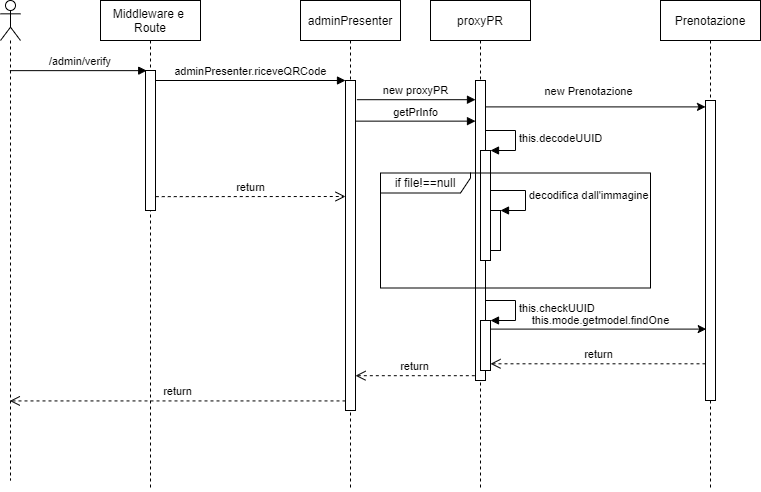 Middleware e
Route
adminPresenter
proxyPR
Prenotazione
/admin/verify
adminPresenter.riceveQRCode
new proxyPR
new Prenotazione
getPrInfo
this.decodeUUID
if file!==null
return
decodifica dall'immagine
this.checkUUID
this.mode.getmodel.findOne
return
return
return